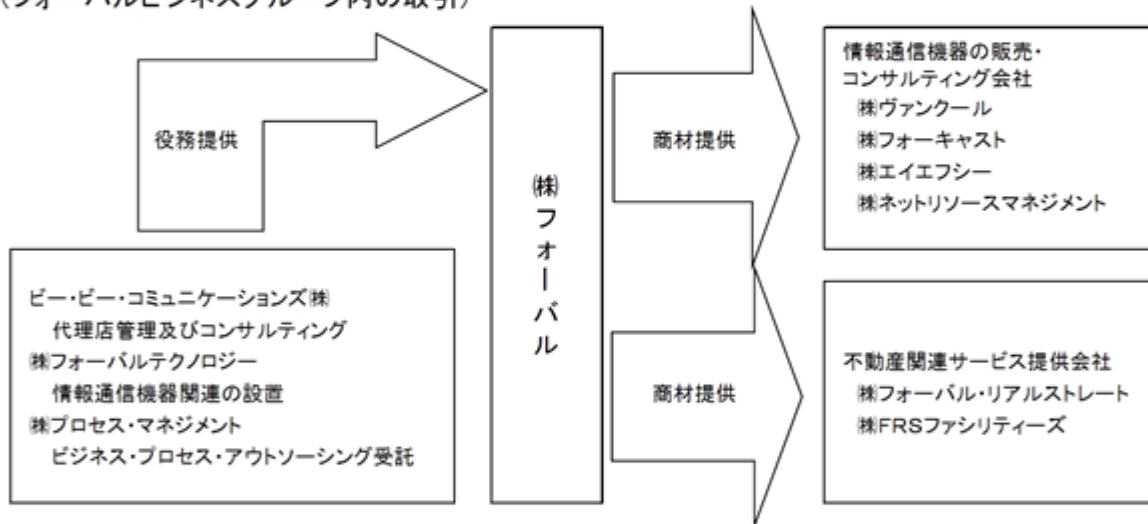 (フォーバルビジネスグループ内の取引)
役務提供
ビー・ビー・コミュニケーションズ㈱
代理店管理及びコンサルティング
㈱フォーバルテクノロジー
情報通信機器関連の設置
㈱プロセス・マネジメント
ビジネス・プロセス・アウトソーシング受託
㈱フォーバル
商材提供
情報通信機器の販売・
コンサルティング会社
㈱ヴァンクール
㈱フォーキャスト
㈱エイエフシー
㈱ネットリソースマネジメント
商材提供
不動産関連サービス提供会社
㈱フォーバル・リアルストレート
㈱FRSファシリティーズ